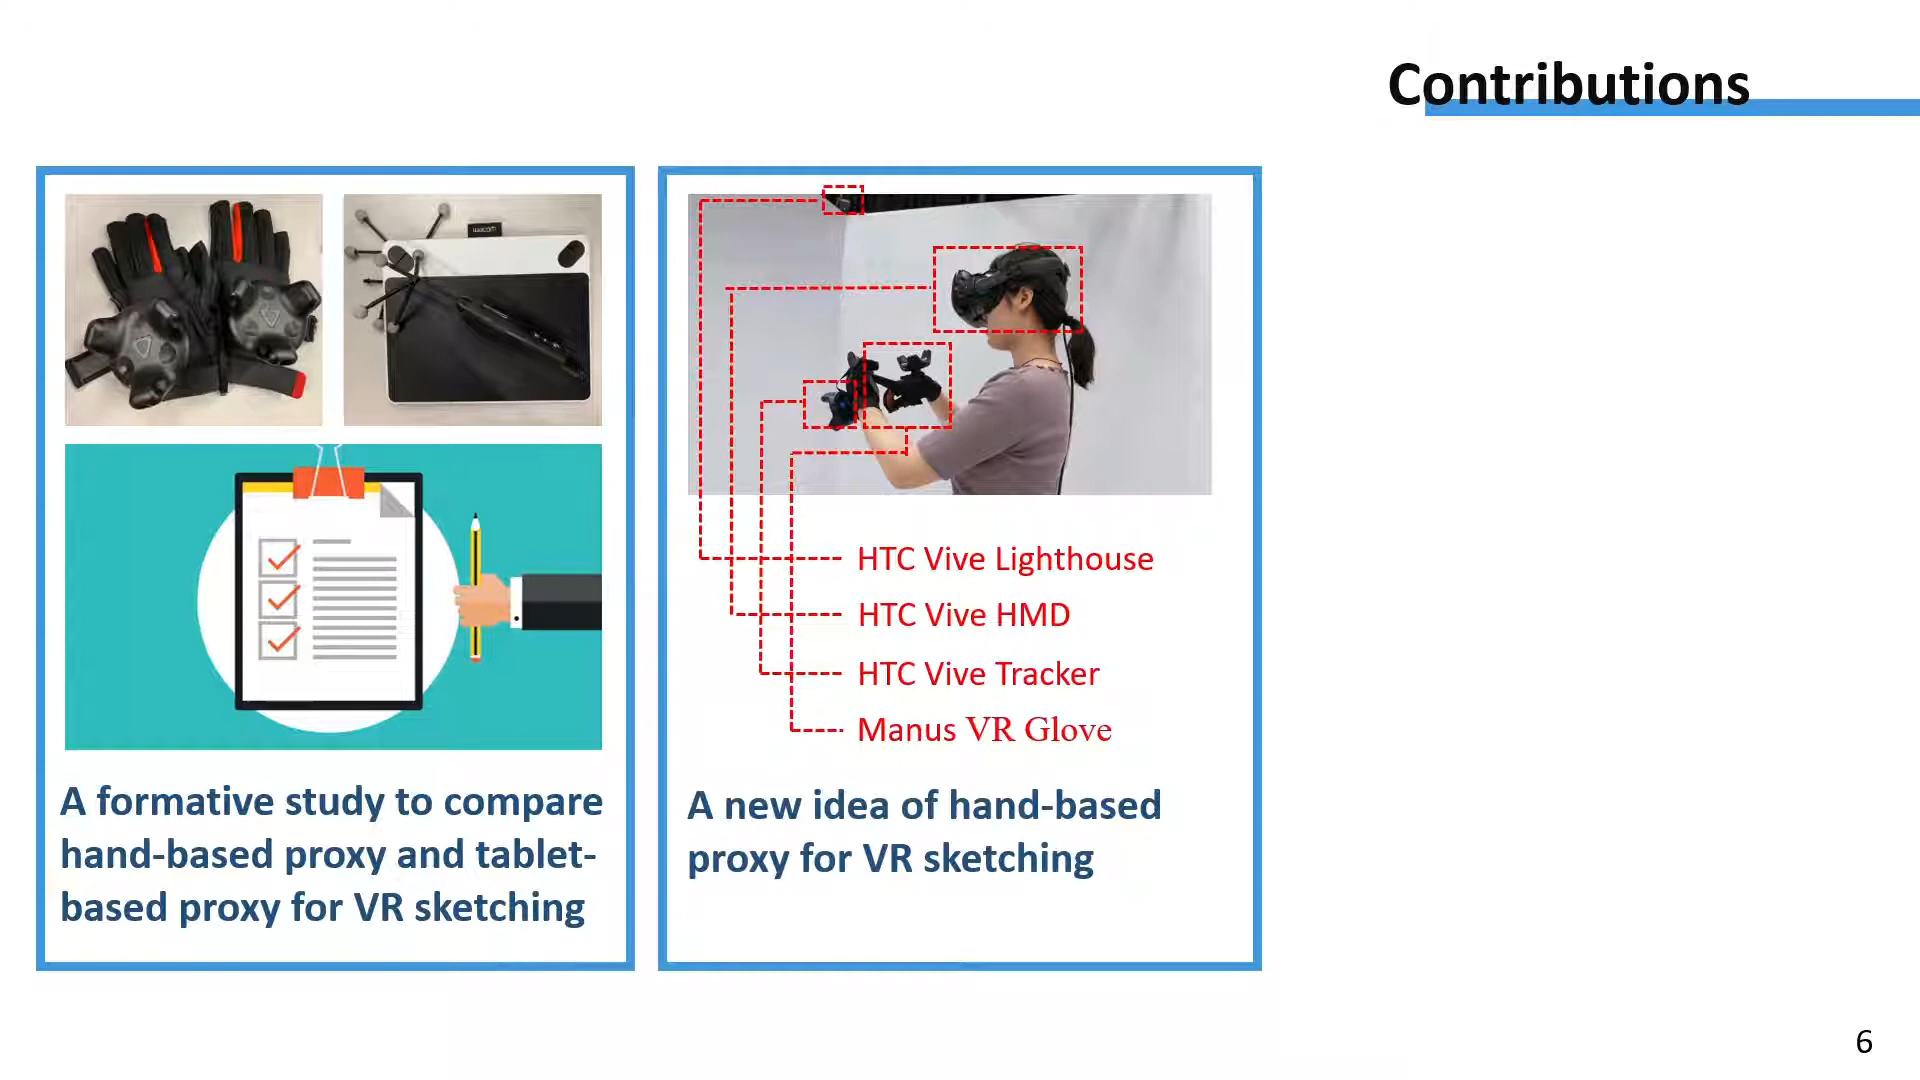 Contributions
wacom
A formative study to compare
hand-based proxy and tablet-
based proxy for VR sketching
HTC Vive Lighthouse
HTC Vive HMD
HTC Vive Tracker
Manus VR Glove
A new idea of hand-based
proxy for VR sketching
6